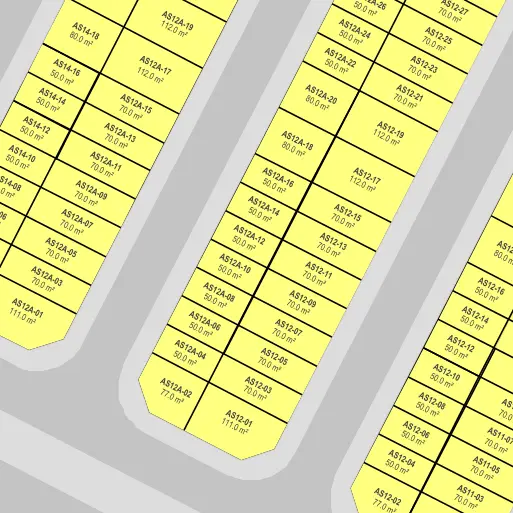 AS14-18
80.0 m²
AS14-16
50.0 m²
AS14-14
50.0 m²
AS14-12
50.0 m²
AS14-10
50.0 m²
AS12A-19
112.0 m²
AS12A-17
112.0 m²
AS12A-15
70.0 m²
AS12A-13
70.0 m²
AS12A-11
70.0 m²
AS12A-09
70.0 m²
AS12A-07
70.0 m²
AS12A-05
70.0 m²
AS12A-03
70.0 m²
AS12A-01
111.0 m²
50.0 m²
AS12A-24
50.0 m²
AS12A-22
50.0 m²
AS12A-20
80.0 m²
AS12A-18
80.0 m²
AS12A-16
50.0 m²
AS12A-14
50.0 m²
AS12A-12
50.0 m²
AS12A-10
50.0 m²
AS12A-08
50.0 m²
AS12A-06
50.0 m²
AS12A-04
50.0 m²
AS12A-02
77.0 m²
AS12-27
70.0 m²
AS12-25
70.0 m²
AS12-23
70.0 m²
AS12-21
70.0 m²
AS12-19
112.0 m²
AS12-17
112.0 m²
AS12-15
70.0 m²
AS12-13
70.0 m²
AS12-11
70.0 m²
AS12-09
70.0 m²
AS12-07
70.0 m²
AS12-05
70.0 m²
AS12-03
70.0 m²
AS12-01
111.0 m²
AS12-16
50.0 m²
AS12-14
50.0 m²
AS12-12
50.0 m²
AS12-10
50.0 m²
AS12-08
50.0 m²
AS12-06
50.0 m²
AS12-04
50.0 m²
AS12-02
77.0 m²
AS11-07
70.0 m²
AS11-05
70.0 m²
AS11-03
70.0 m²